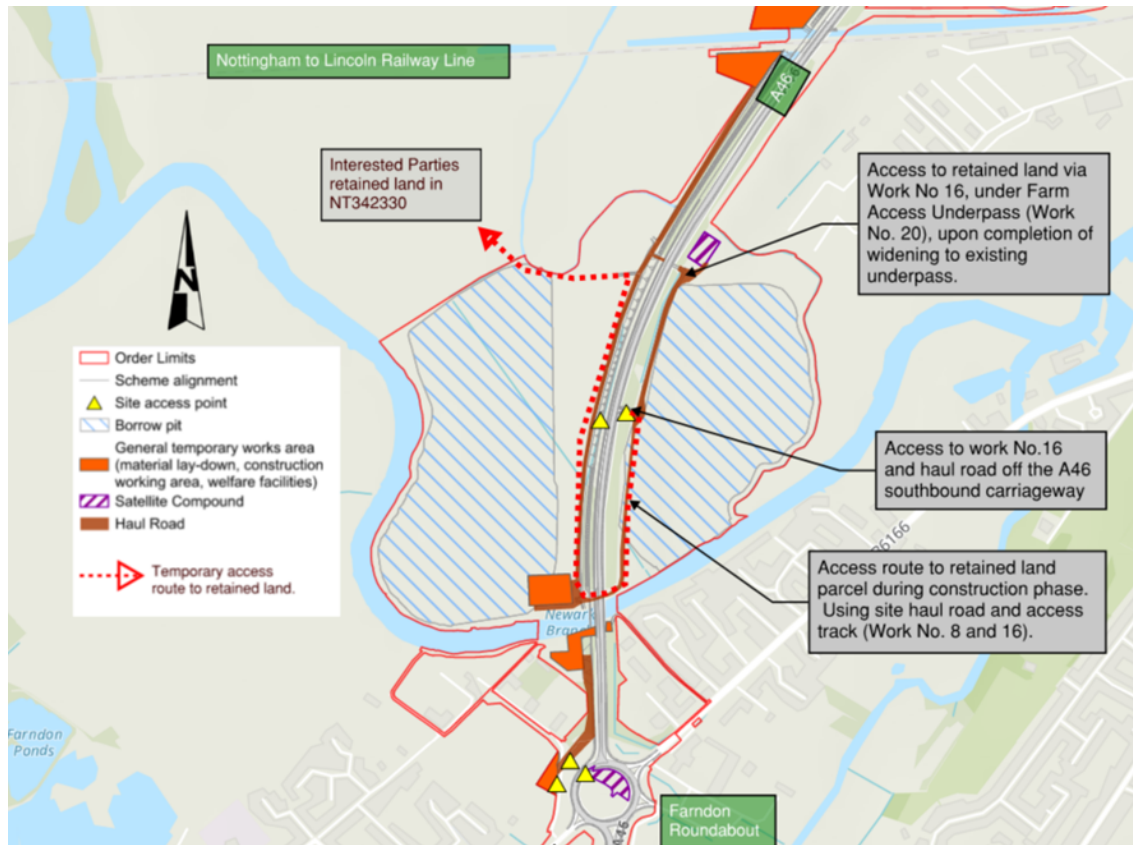 Nottingham to Lincoln Railway Line
A46
Interested Parties
retained land in
NT342330
Access to retained land via
Work No 16, under Farm
Access Underpass (Work
No. 20), upon completion of
widening to existing
underpass.
N
Order Limits
Scheme alignment
Site access point
Borrow pit
General temporary works area
(material lay-down, construction
working area, welfare facilities)
Satellite Compound
Haul Road
Temporary access
route to retained land.
Access to work No.16
and haul road off the A46
southbound carriageway
Access route to retained land
parcel during construction phase.
Using site haul road and access
track (Work No. 8 and 16).
Newark
Farndon
Ponds
Farndon
Roundabout
A46